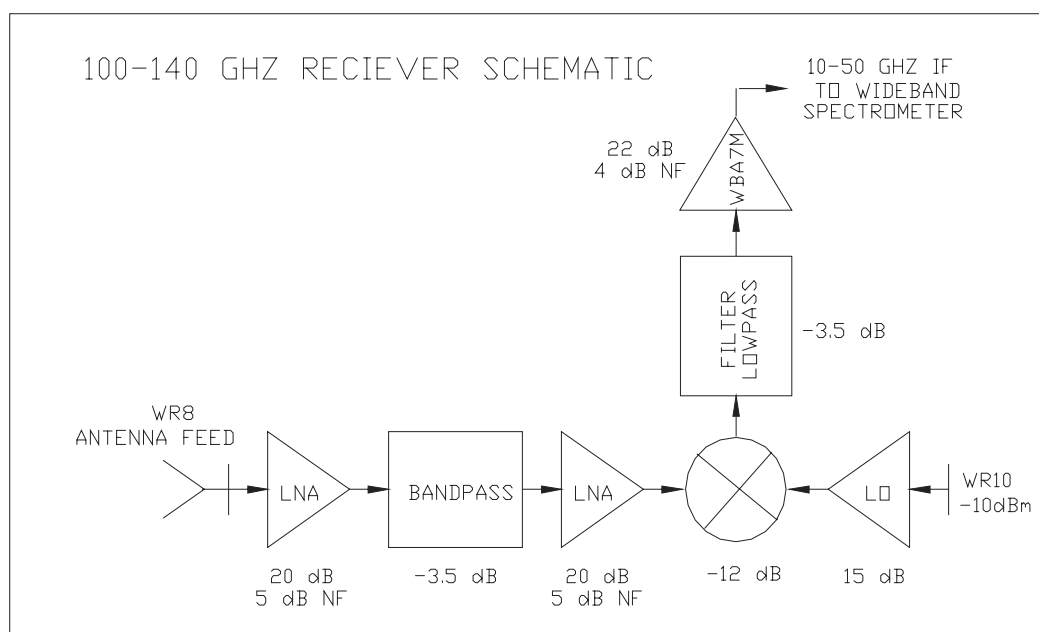 100-140 GHZ RECIEVER SCHEMATIC
10-50 GHZ IF
TO WIDEBAND
SPECTROMETER
22 dB
4 dB NF
WBA7M
FILTER
LOWPASS
-3.5 dB
WR8
ANTENNA FEED
LNA
BANDPASS
LNA
LO
WR10
-10dBm
20 dB
5 dB NF
-3.5 dB
20 dB
5 dB NF
-12 dB
15 dB